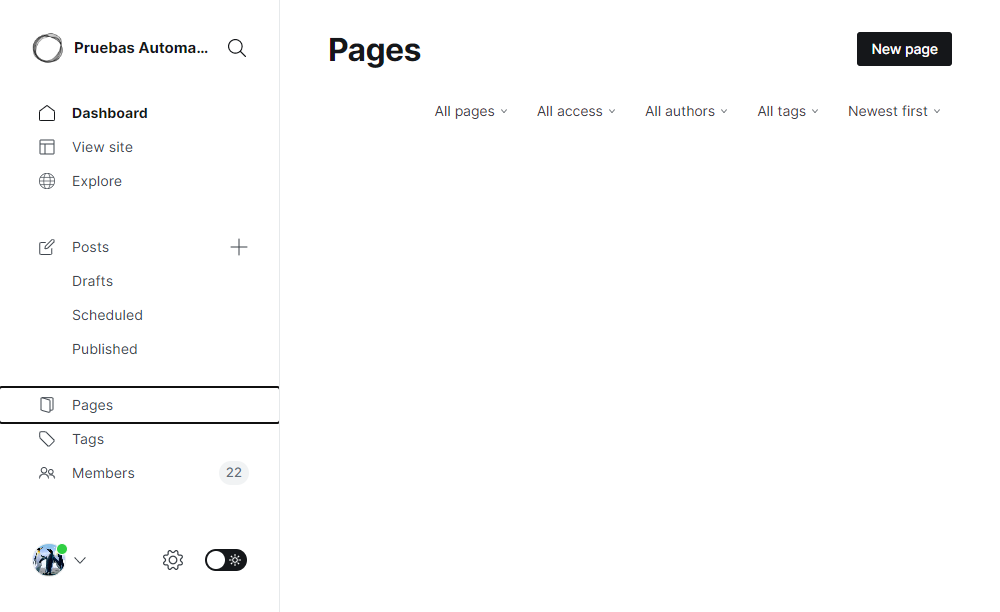 Pruebas Automa...
Dashboard
View site
Explore
Posts
Drafts
Scheduled
Published
Pages
Tags
Members 22
Pages
New page
All pages All access All authors All tags Newest first